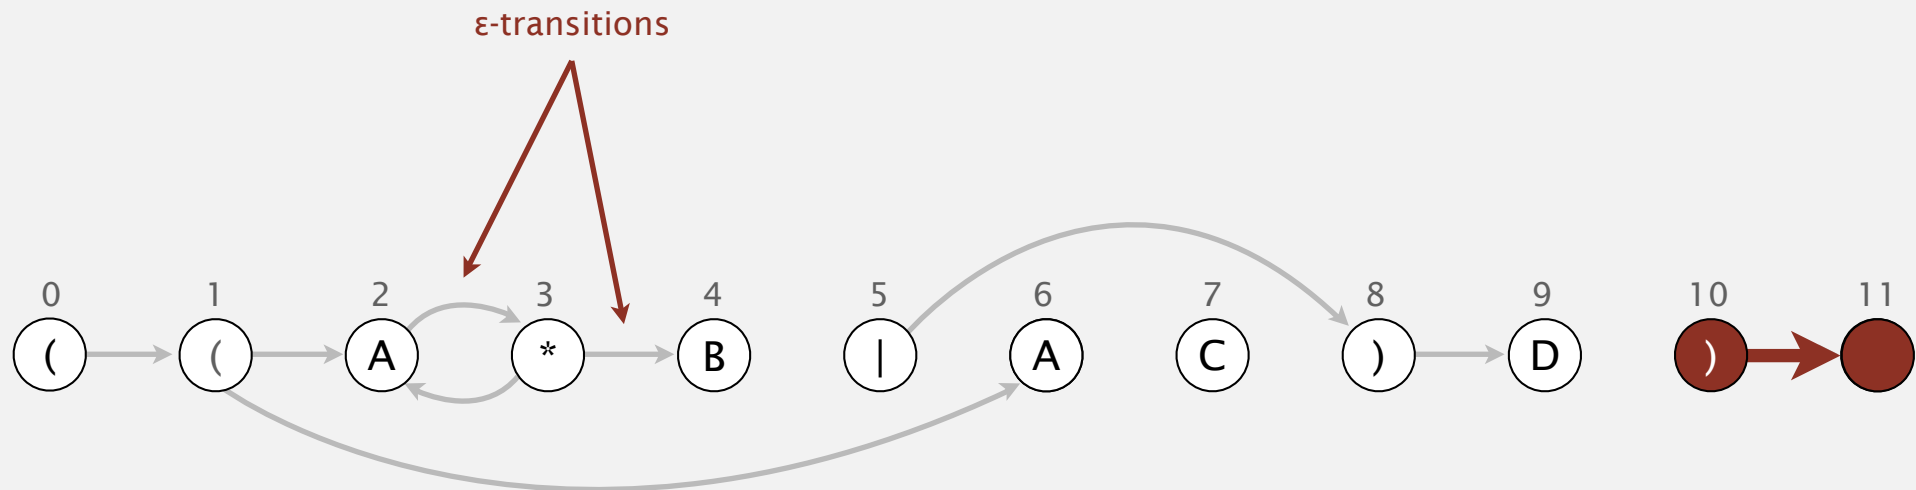 ε-transitions
0 1 2 3 4 5 6 7 8 9 10 11
( ( A * B | A C ) D )